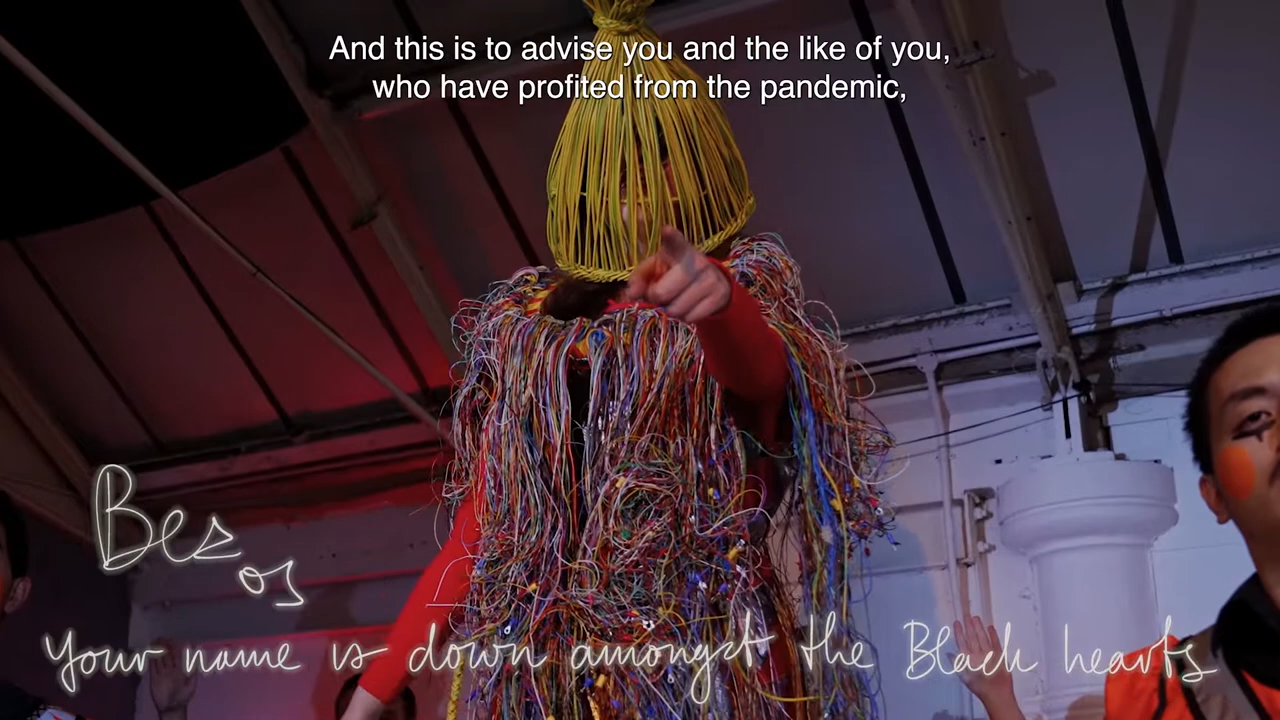 And this is to advise you and the like of you,
who have profited from the pandemic,
Bez
os
Your name is down amongst the Black hearts